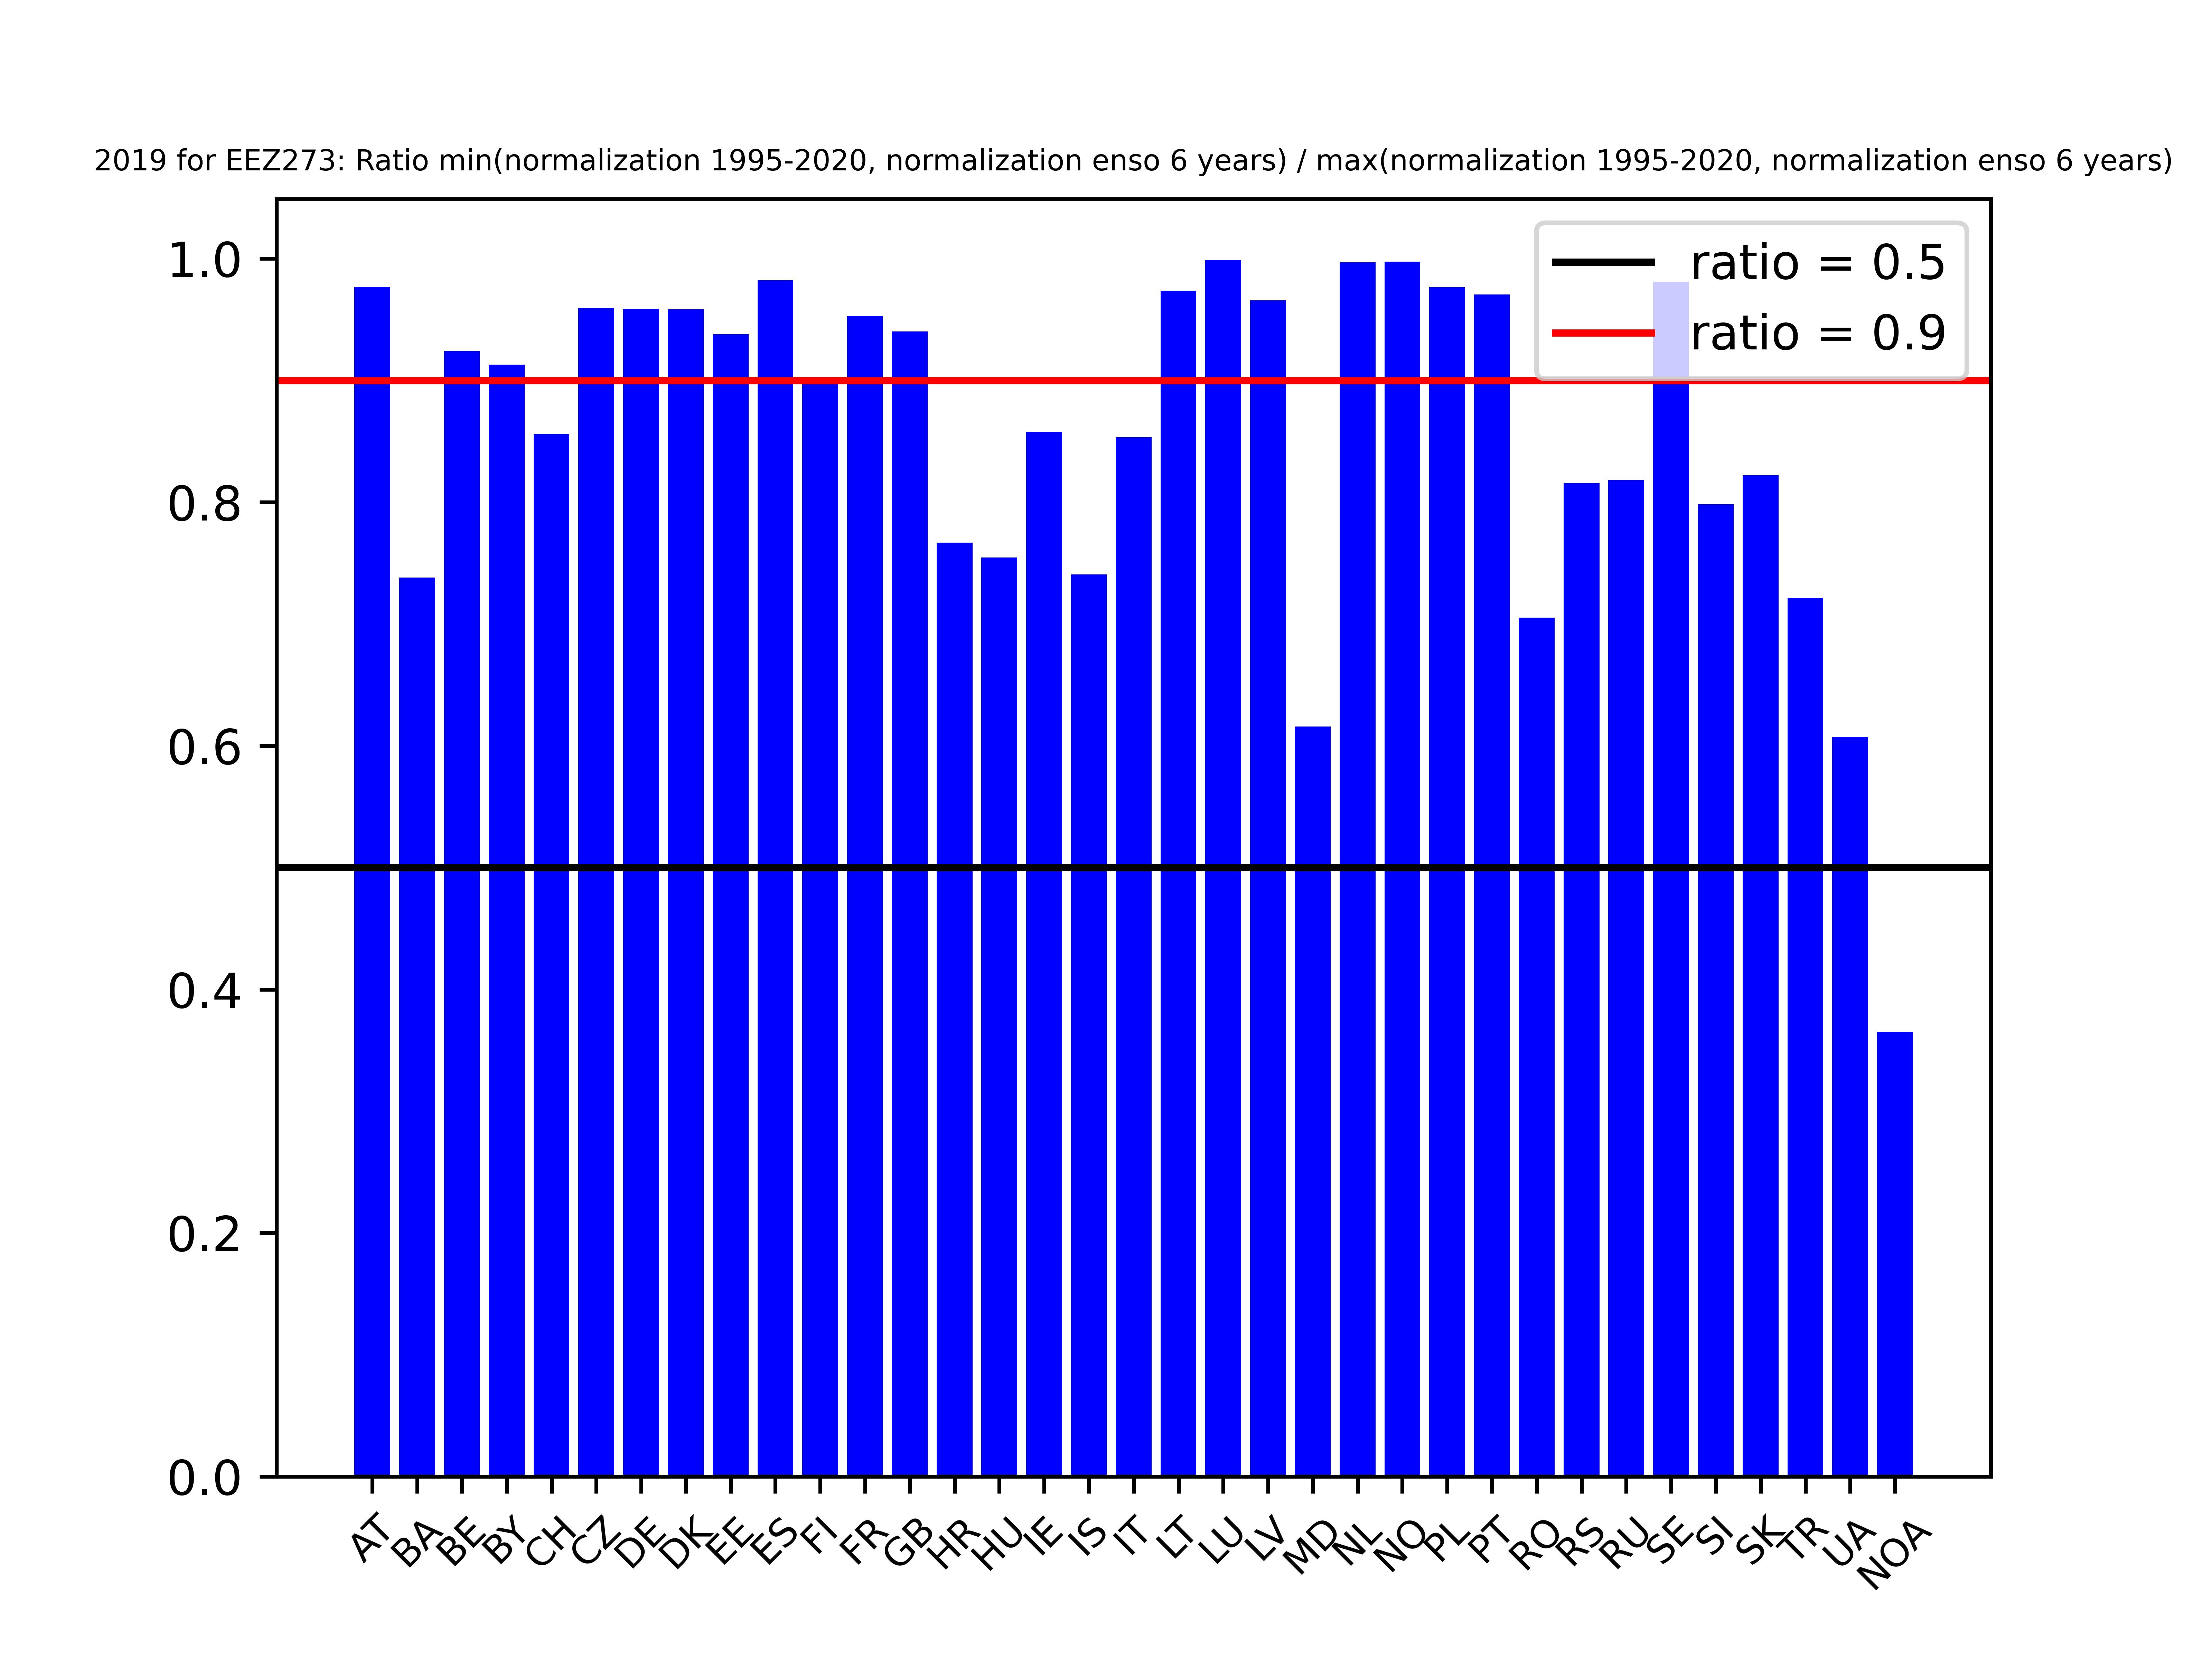 2019 for EEZ273: Ratio min(normalization 1995-2020, normalization enso 6 years) / max(normalization 1995-2020, normalization enso 6 years)
ratio = 0.5
ratio = 0.9
1.0
0.8
0.6
0.4
0.2
0.0
AT BA BE BY CH CZ DE DK EE ES FI FR GB HR HU IE IS IT LT LU LV MD NL NO PL PT RO RS RU SE SI SK TR UA NOA